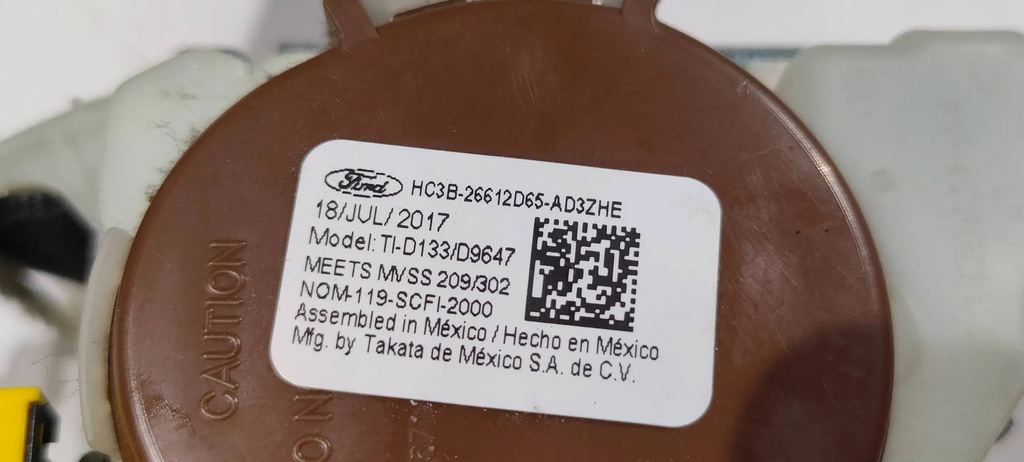 Ford HC3B-26612D65-AD3ZHE
18/JUL/2017
Model: TI-D133/D9647
MEETS MVSS 209/302
NOM-119-SCFI-2000
Assembled in México / Hecho en México
Mfg. by Takata de México S.A. de C.V.
CAUTION